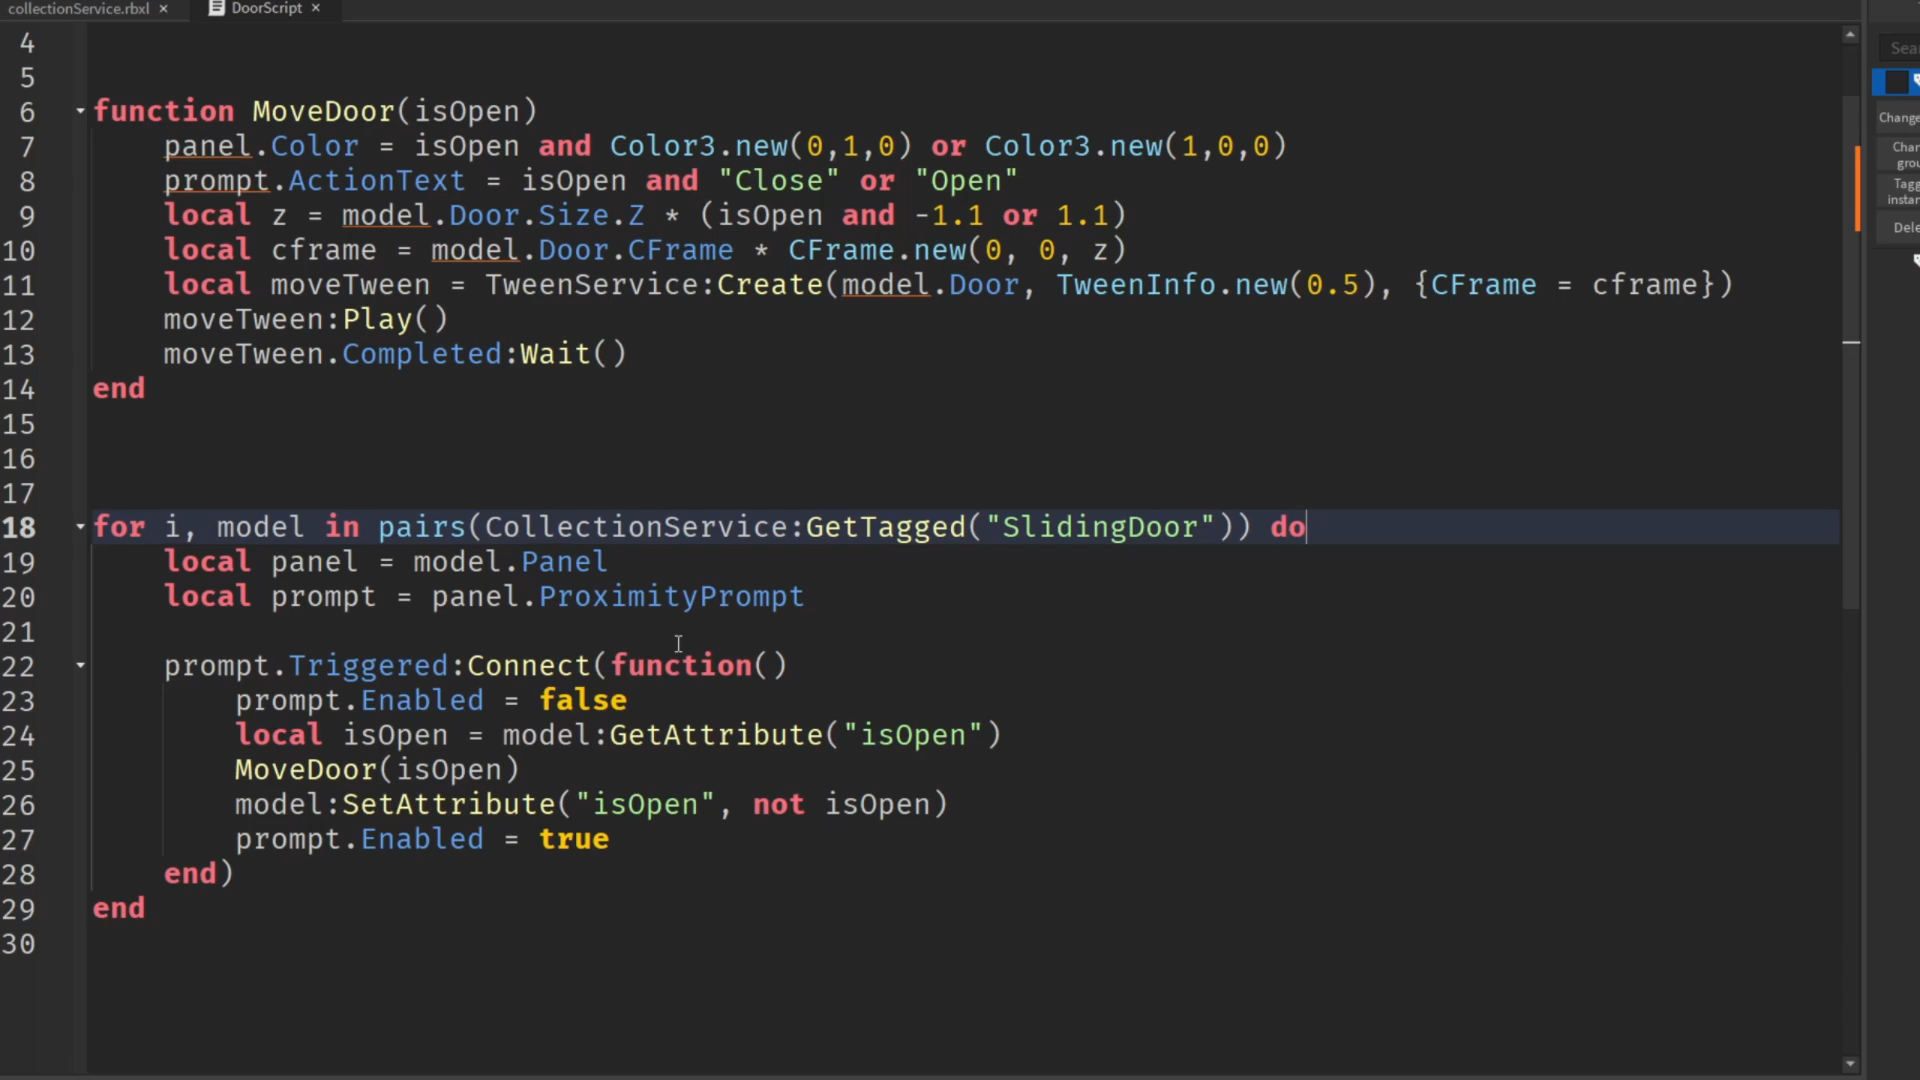 collectionService.rbxl ×
DoorScript ×
4
5
6 function MoveDoor(isOpen)
7 panel.Color = isOpen and Color3.new(0,1,0) or Color3.new(1,0,0)
8 prompt.ActionText = isOpen and "Close" or "Open"
9 local z = model.Door.Size.Z * (isOpen and -1.1 or 1.1)
10 local cframe = model.Door.CFrame * CFrame.new(0, 0, z)
11 local moveTween = TweenService:Create(model.Door, TweenInfo.new(0.5), {CFrame = cframe})
12 moveTween:Play()
13 moveTween.Completed:Wait()
14 end
15
16
17
18 for i, model in pairs(CollectionService:GetTagged("SlidingDoor")) do
19 local panel = model.Panel
20 local prompt = panel.ProximityPrompt
21
22 prompt.Triggered:Connect(function()
23 prompt.Enabled = false
24 local isOpen = model:GetAttribute("isOpen")
25 MoveDoor(isOpen)
26 model:SetAttribute("isOpen", not isOpen)
27 prompt.Enabled = true
28 end)
29 end
30
Sea
Change
Chan
grou
Tagg
instan
Dele